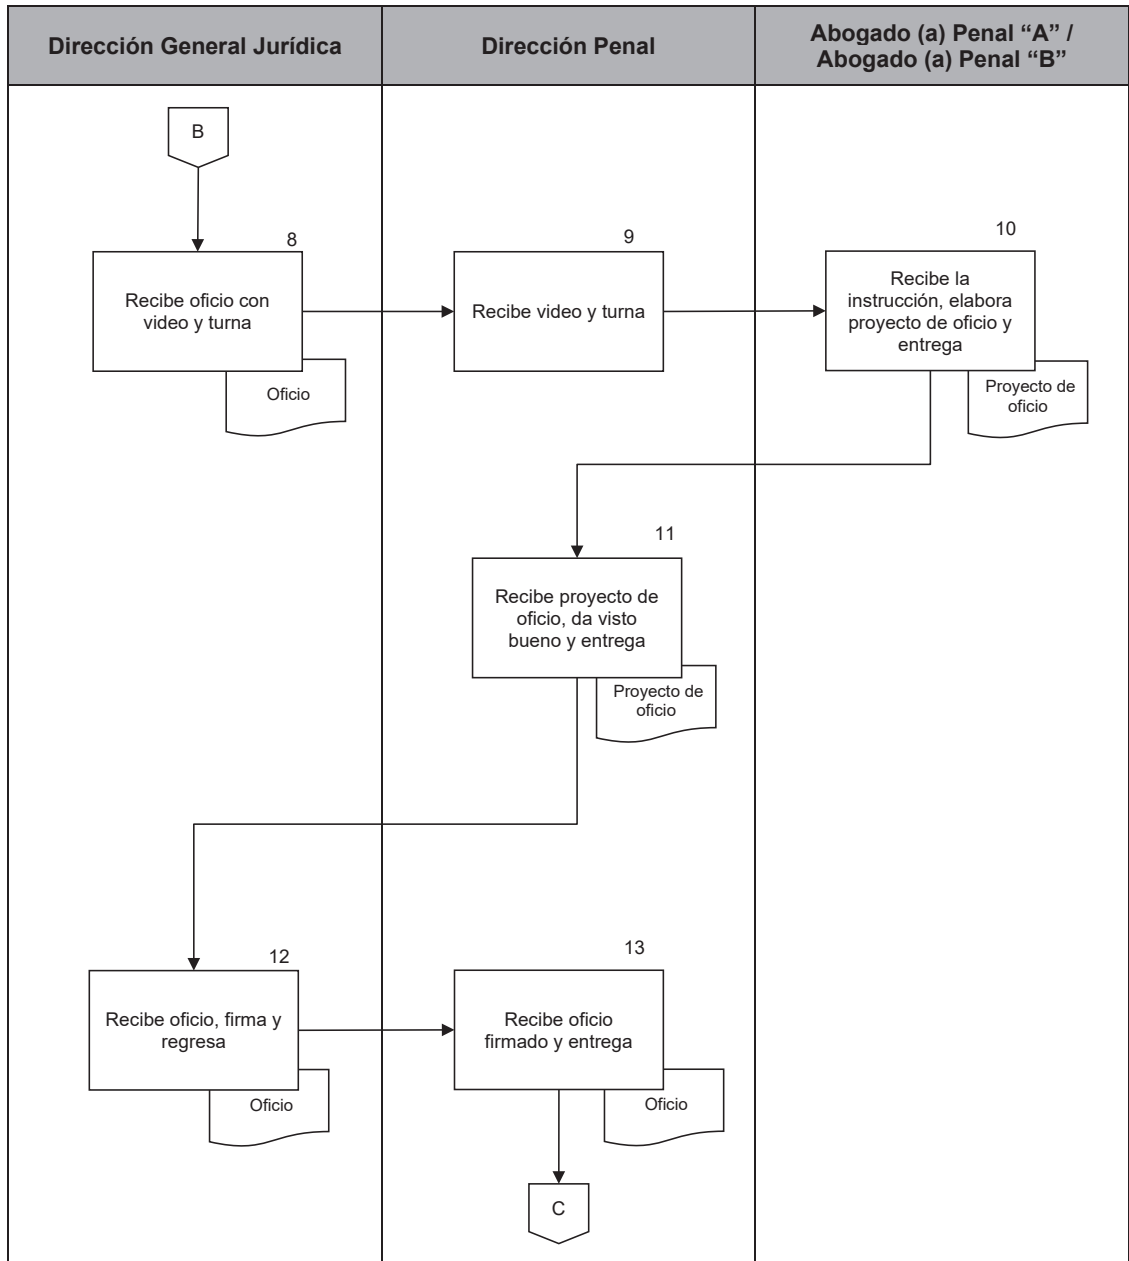 Dirección General Jurídica
Dirección Penal
Abogado (a) Penal “A” /
Abogado (a) Penal “B”
B
8
Recibe oficio con
video y turna
Oficio
9
Recibe video y turna
10
Recibe la
instrucción, elabora
proyecto de oficio y
entrega
Proyecto de
oficio
11
Recibe proyecto de
oficio, da visto
bueno y entrega
Proyecto de
oficio
12
Recibe oficio, firma y
regresa
Oficio
13
Recibe oficio
firmado y entrega
Oficio
C